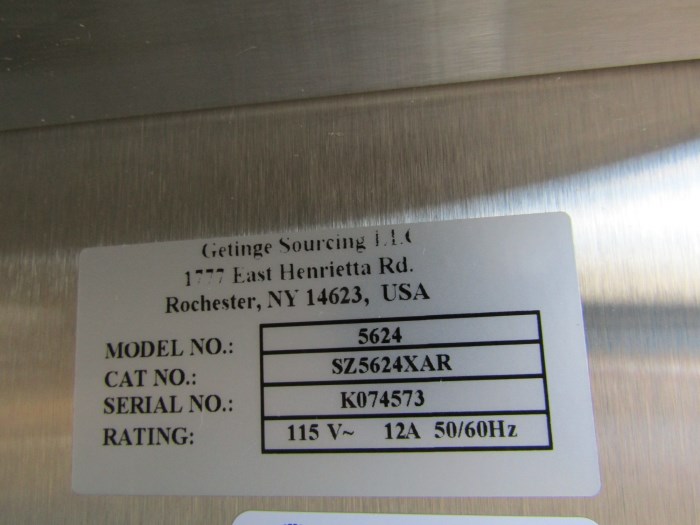 Getinge Sourcing LLC
1777 East Henrietta Rd.
Rochester, NY 14623, USA
MODEL NO.: 5624
CAT NO.: SZ5624XAR
SERIAL NO.: K074573
RATING: 115 V~ 12A 50/60Hz